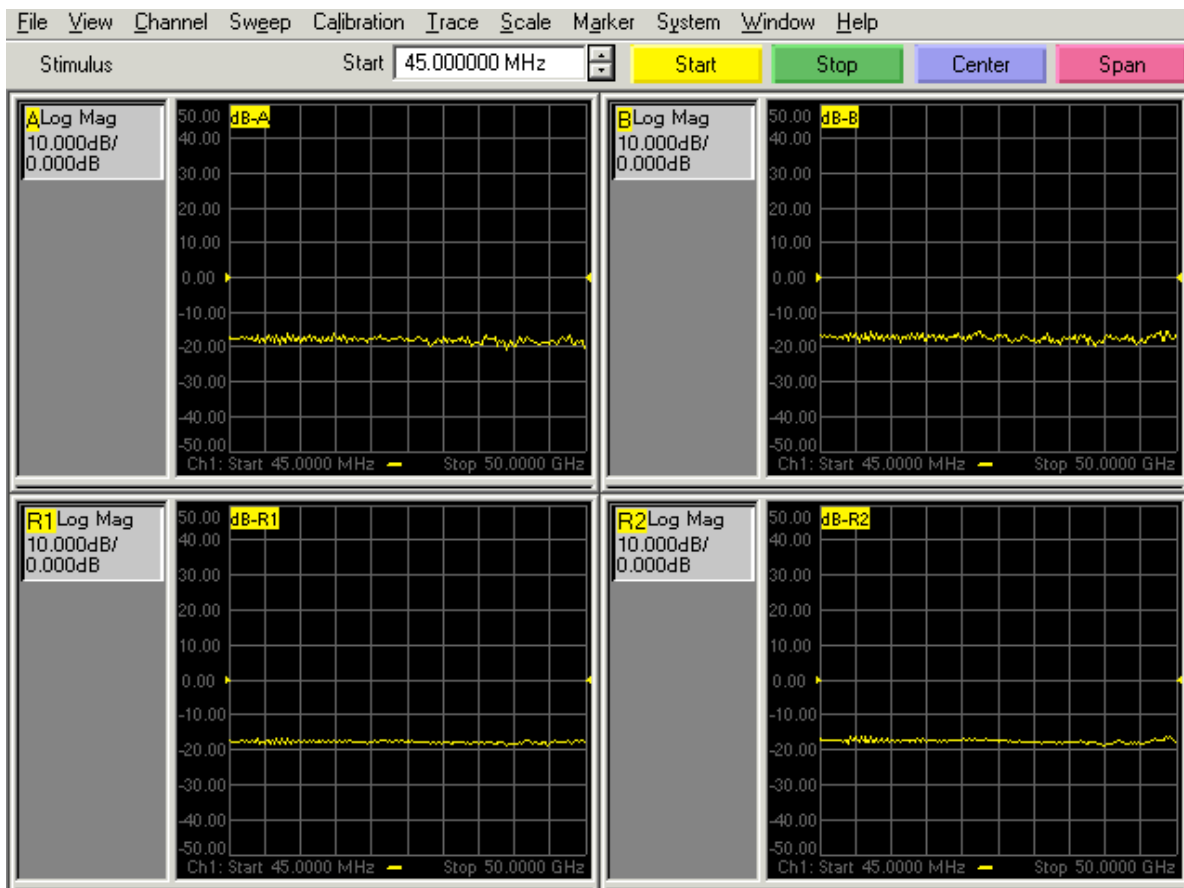 File View Channel Sweep Calibration Trace Scale Marker System Window Help
Stimulus Start 45.000000 MHz Start Stop Center Span
A Log Mag
10.000dB/
0.000dB
50.00 dB-A
40.00
30.00
20.00
10.00
0.00
-10.00
-20.00
-30.00
-40.00
-50.00
Ch1: Start 45.0000 MHz Stop 50.0000 GHz
B Log Mag
10.000dB/
0.000dB
50.00 dB-B
40.00
30.00
20.00
10.00
0.00
-10.00
-20.00
-30.00
-40.00
-50.00
Ch1: Start 45.0000 MHz Stop 50.0000 GHz
R1 Log Mag
10.000dB/
0.000dB
50.00 dB-R1
40.00
30.00
20.00
10.00
0.00
-10.00
-20.00
-30.00
-40.00
-50.00
Ch1: Start 45.0000 MHz Stop 50.0000 GHz
R2 Log Mag
10.000dB/
0.000dB
50.00 dB-R2
40.00
30.00
20.00
10.00
0.00
-10.00
-20.00
-30.00
-40.00
-50.00
Ch1: Start 45.0000 MHz Stop 50.0000 GHz